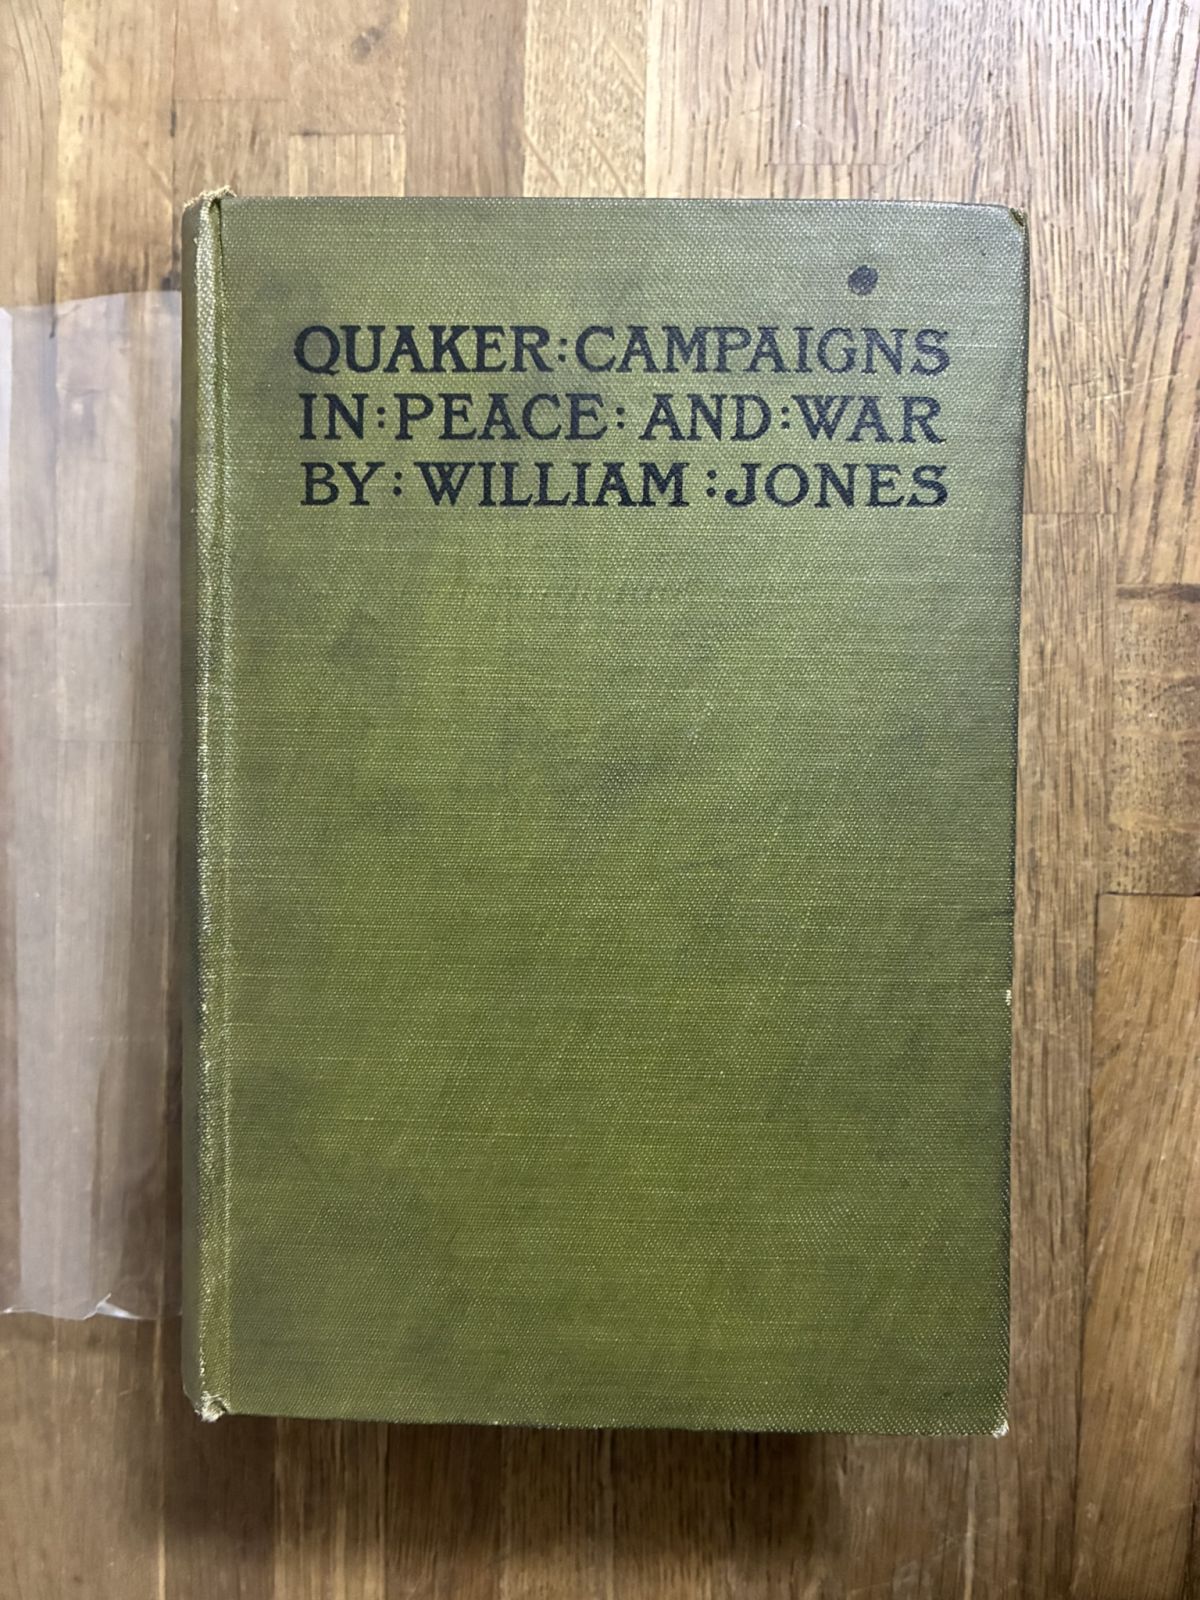 QUAKER:CAMPAIGNS
IN:PEACE:AND:WAR
BY:WILLIAM:JONES